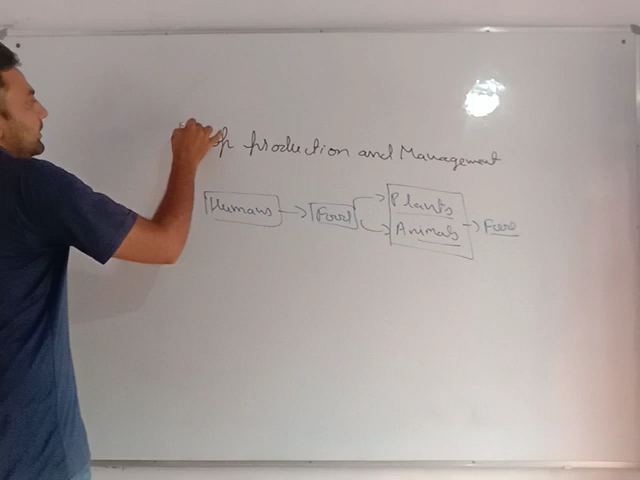 production and Management
Humans → Food → Plants
Animals → Food